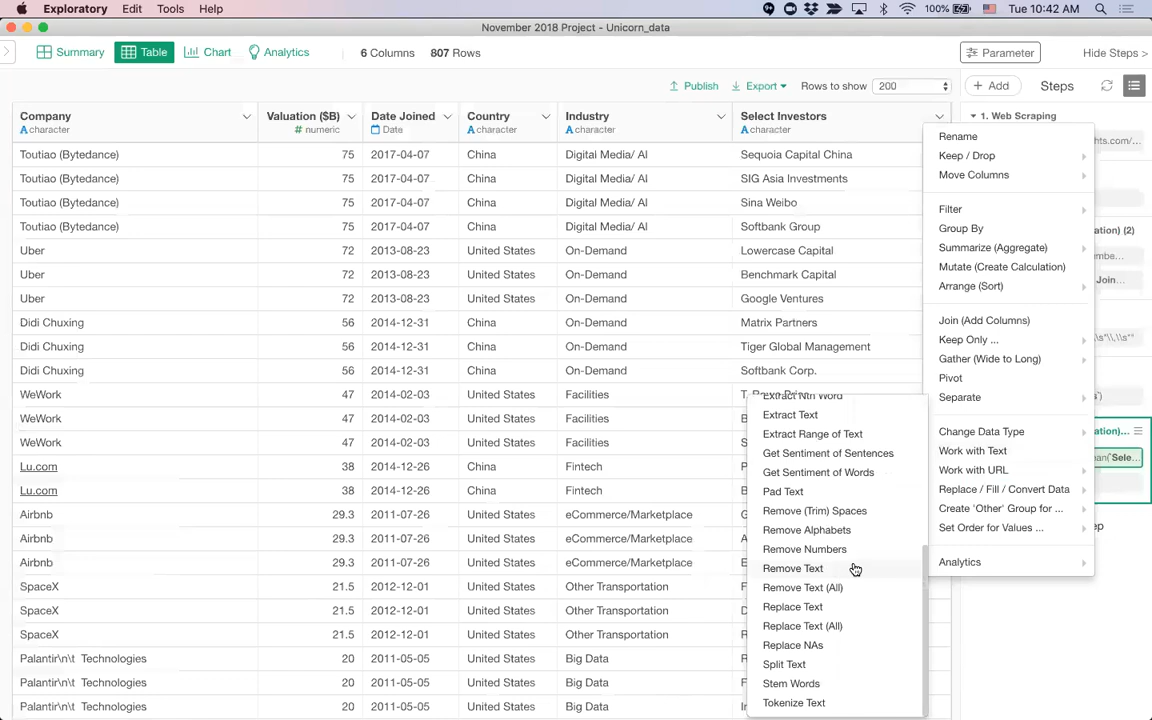 Exploratory Edit Tools Help 100% Tue 10:42 AM
November 2018 Project - Unicorn_data
Summary Table Chart Analytics 6 Columns 807 Rows Parameter Hide Steps >
Publish Export Rows to show 200 + Add Steps
Company Valuation ($B) Date Joined Country Industry Select Investors
A character # numeric Date A character A character A character
Toutiao (Bytedance) 75 2017-04-07 China Digital Media/ AI Sequoia Capital China
Toutiao (Bytedance) 75 2017-04-07 China Digital Media/ AI SIG Asia Investments
Toutiao (Bytedance) 75 2017-04-07 China Digital Media/ AI Sina Weibo
Toutiao (Bytedance) 75 2017-04-07 China Digital Media/ AI Softbank Group
Uber 72 2013-08-23 United States On-Demand Lowercase Capital
Uber 72 2013-08-23 United States On-Demand Benchmark Capital
Uber 72 2013-08-23 United States On-Demand Google Ventures
Didi Chuxing 56 2014-12-31 China On-Demand Matrix Partners
Didi Chuxing 56 2014-12-31 China On-Demand Tiger Global Management
Didi Chuxing 56 2014-12-31 China On-Demand Softbank Corp.
WeWork 47 2014-02-03 United States Facilities
WeWork 47 2014-02-03 United States Facilities
WeWork 47 2014-02-03 United States Facilities
Lu.com 38 2014-12-26 China Fintech
Lu.com 38 2014-12-26 China Fintech
Airbnb 29.3 2011-07-26 United States eCommerce/Marketplace
Airbnb 29.3 2011-07-26 United States eCommerce/Marketplace
Airbnb 29.3 2011-07-26 United States eCommerce/Marketplace
SpaceX 21.5 2012-12-01 United States Other Transportation
SpaceX 21.5 2012-12-01 United States Other Transportation
SpaceX 21.5 2012-12-01 United States Other Transportation
Palantir\n\t Technologies 20 2011-05-05 United States Big Data
Palantir\n\t Technologies 20 2011-05-05 United States Big Data
Palantir\n\t Technologies 20 2011-05-05 United States Big Data
Extract Nth Word
Extract Text
Extract Range of Text
Get Sentiment of Sentences
Get Sentiment of Words
Pad Text
Remove (Trim) Spaces
Remove Alphabets
Remove Numbers
Remove Text
Remove Text (All)
Replace Text
Replace Text (All)
Replace NAs
Split Text
Stem Words
Tokenize Text
Rename
Keep / Drop
Move Columns
Filter
Group By
Summarize (Aggregate)
Mutate (Create Calculation)
Arrange (Sort)
Join (Add Columns)
Keep Only ...
Gather (Wide to Long)
Pivot
Separate
Change Data Type
Work with Text
Work with URL
Replace / Fill / Convert Data
Create 'Other' Group for ...
Set Order for Values ...
Analytics
1. Web Scraping
ghts.com/...
ation) (2)
Join...
ation)...
an(`Sele...